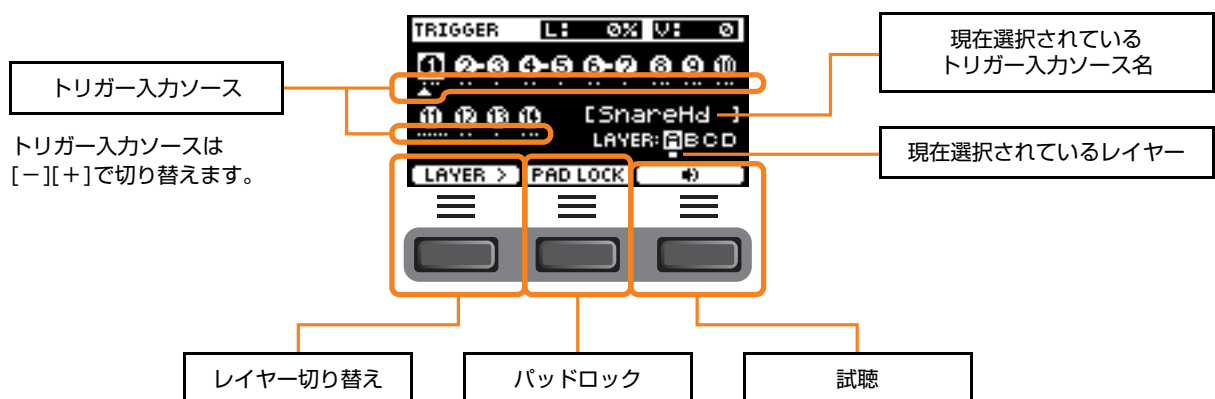 TRIGGER L: 0% V: 0
1 2-3 4-5 6-7 8 9 10
11 12 13 14 [SnareHd ]
LAYER: A B C D
LAYER > PAD LOCK
トリガー入力ソース
トリガー入力ソースは
[－][＋]で切り替えます。
現在選択されている
トリガー入力ソース名
現在選択されているレイヤー
レイヤー切り替え
パッドロック
試聴